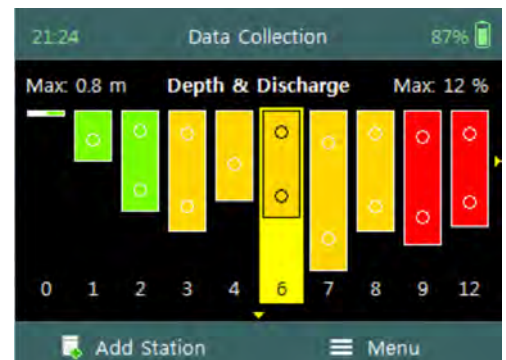 21:24 Data Collection 87%
Max: 0.8 m Depth & Discharge Max: 12 %
0 1 2 3 4 6 7 8 9 12
Add Station Menu